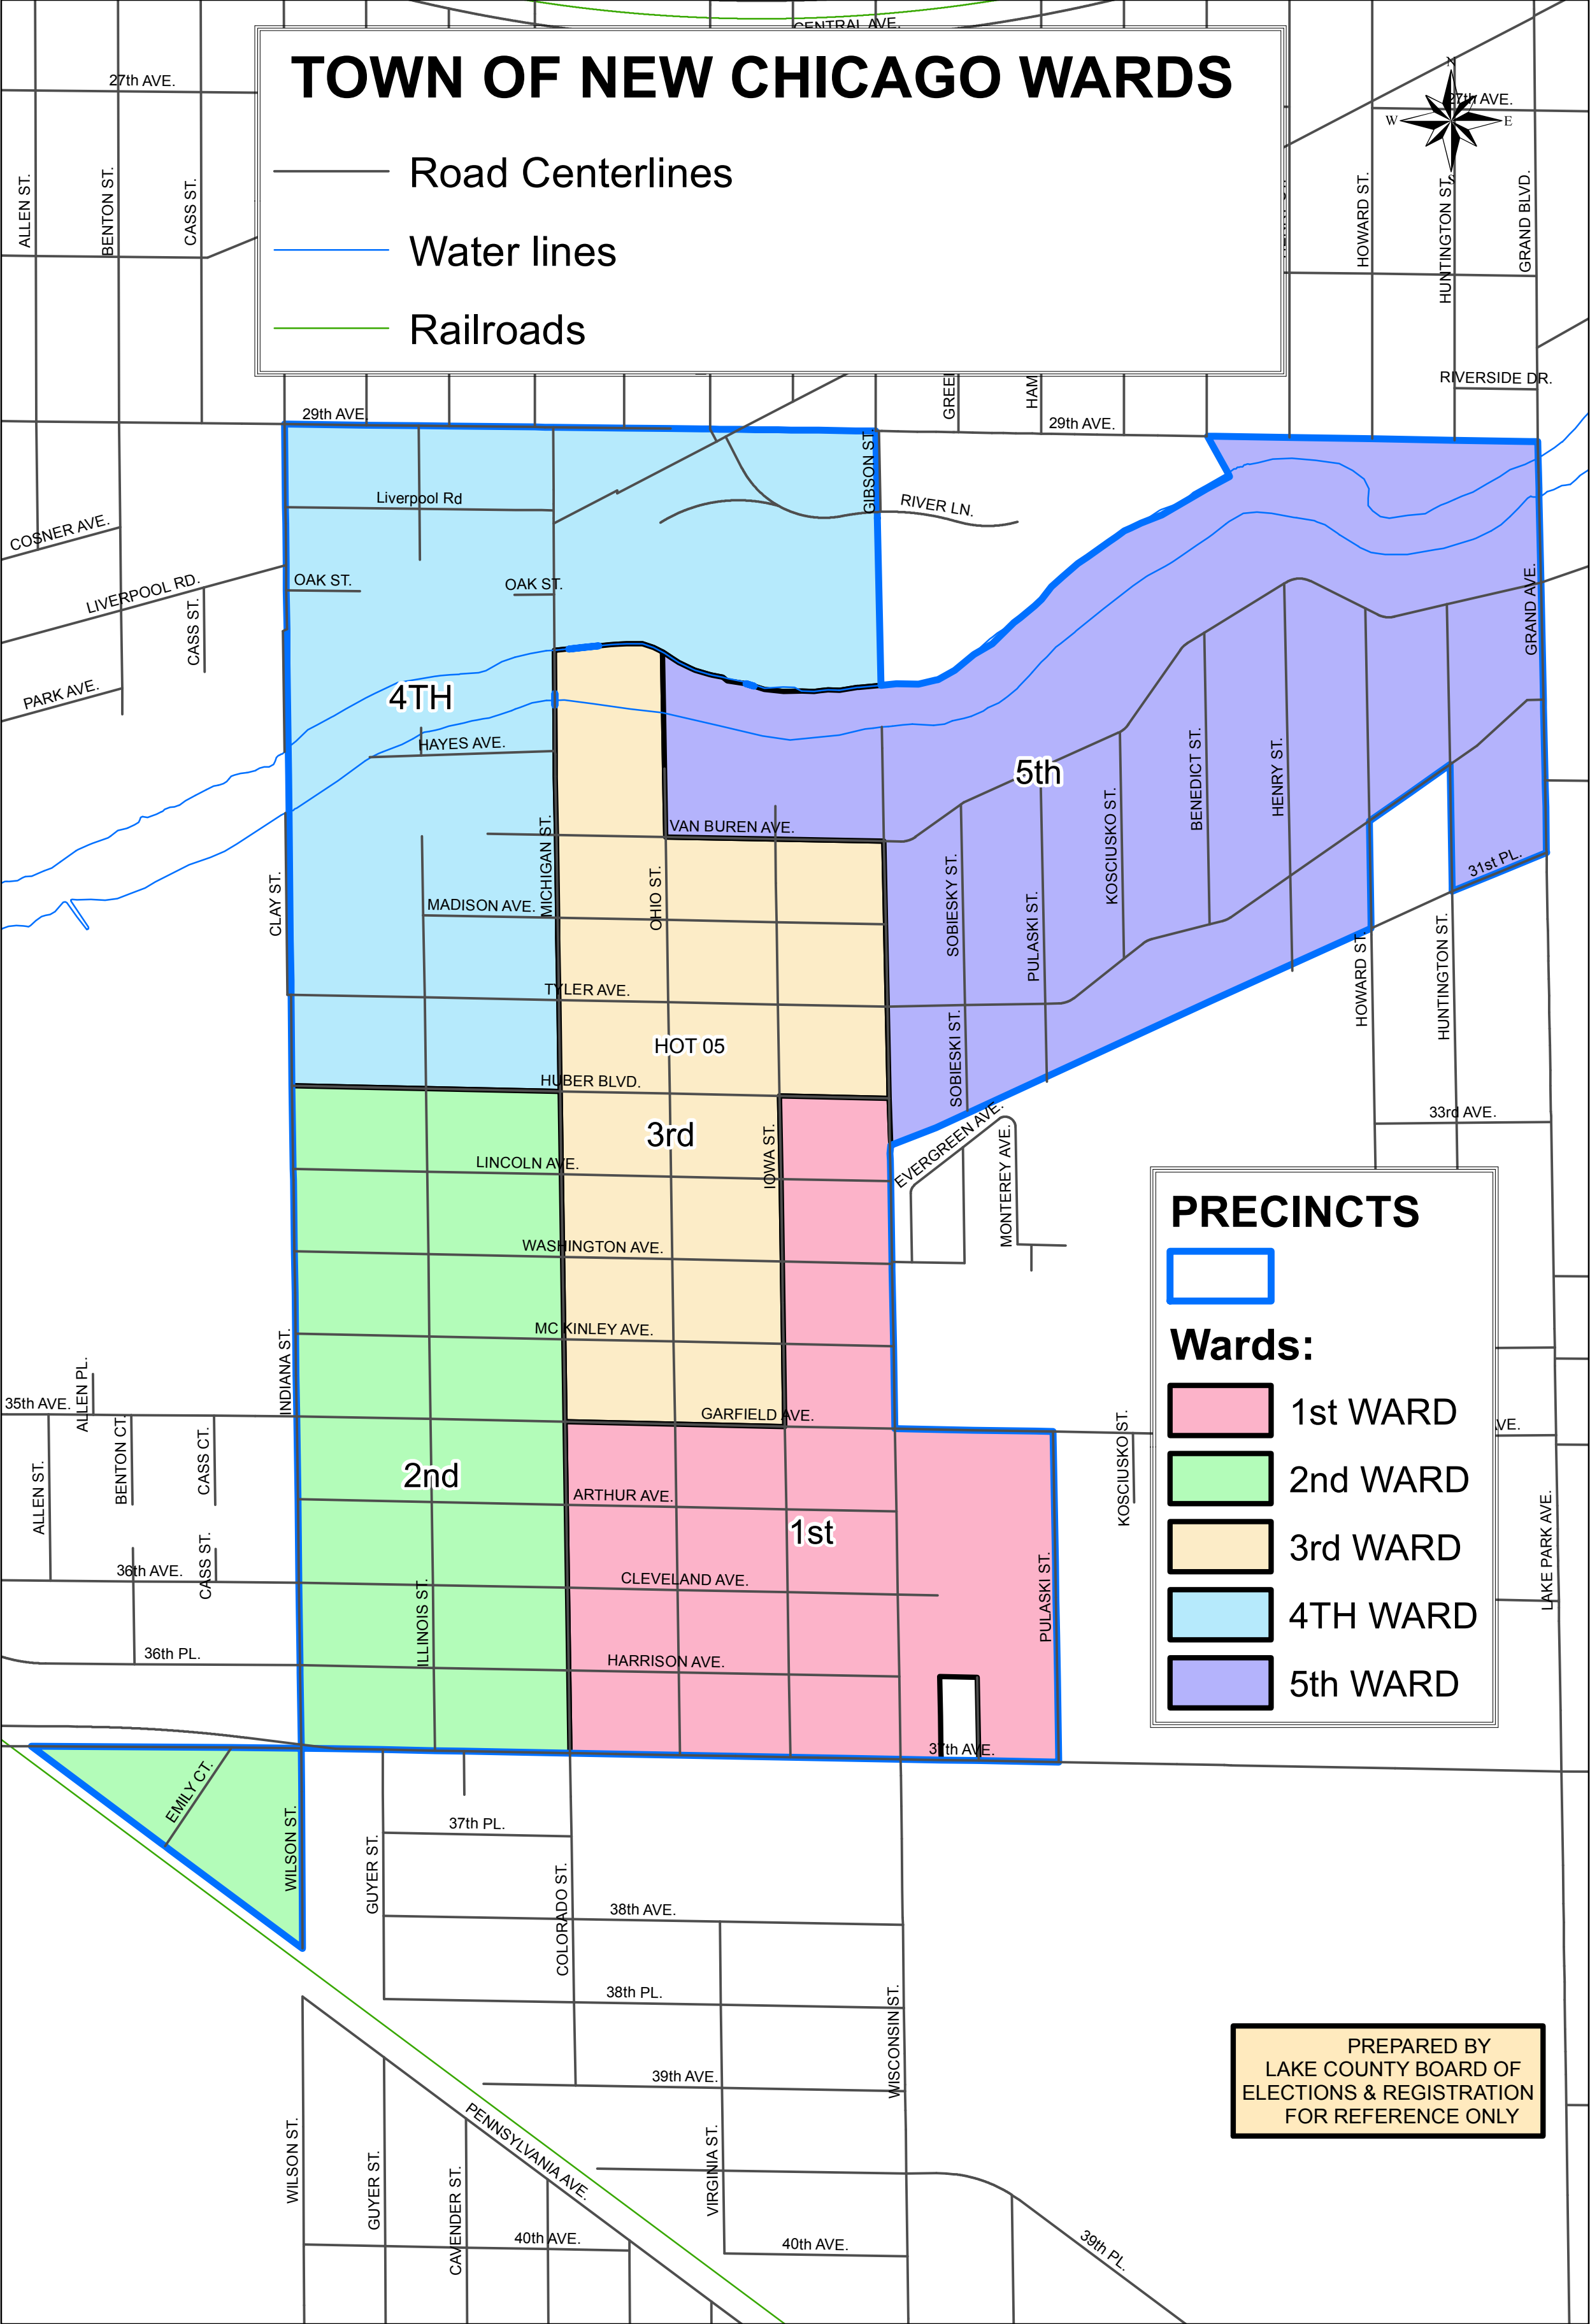 CENTRAL AVE.
TOWN OF NEW CHICAGO WARDS
Road Centerlines
Water lines
Railroads
N
W
E
S
27th AVE.
27th AVE.
ALLEN ST.
BENTON ST.
CASS ST.
HOWARD ST.
HUNTINGTON ST.
GRAND BLVD.
RIVERSIDE DR.
29th AVE.
29th AVE.
GIBSON ST.
RIVER LN.
Liverpool Rd
COSNER AVE.
LIVERPOOL RD.
OAK ST.
OAK ST.
CASS ST.
PARK AVE.
GRAND AVE.
4TH
HAYES AVE.
5th
VAN BUREN AVE.
MICHIGAN ST.
OHIO ST.
MADISON AVE.
CLAY ST.
SOBIESKY ST.
PULASKI ST.
KOSCIUSKO ST.
BENEDICT ST.
HENRY ST.
31st PL.
HOWARD ST.
HUNTINGTON ST.
TYLER AVE.
HOT 05
SOBIESKI ST.
HUBER BLVD.
3rd
IOWA ST.
EVERGREEN AVE.
MONTEREY AVE.
33rd AVE.
LINCOLN AVE.
WASHINGTON AVE.
MC KINLEY AVE.
INDIANA ST.
ALLEN PL.
35th AVE.
GARFIELD AVE.
BENTON CT.
CASS CT.
ALLEN ST.
KOSCIUSKO ST.
2nd
ARTHUR AVE.
1st
36th AVE.
CASS ST.
CLEVELAND AVE.
ILLINOIS ST.
PULASKI ST.
LAKE PARK AVE.
36th PL.
HARRISON AVE.
37th AVE.
PRECINCTS
Wards:
1st WARD
2nd WARD
3rd WARD
4TH WARD
5th WARD
EMILY CT.
WILSON ST.
GUYER ST.
37th PL.
COLORADO ST.
38th AVE.
38th PL.
WISCONSIN ST.
39th AVE.
PENNSYLVANIA AVE.
WILSON ST.
GUYER ST.
CAVENDER ST.
VIRGINIA ST.
40th AVE.
40th AVE.
39th PL.
PREPARED BY
LAKE COUNTY BOARD OF
ELECTIONS & REGISTRATION
FOR REFERENCE ONLY